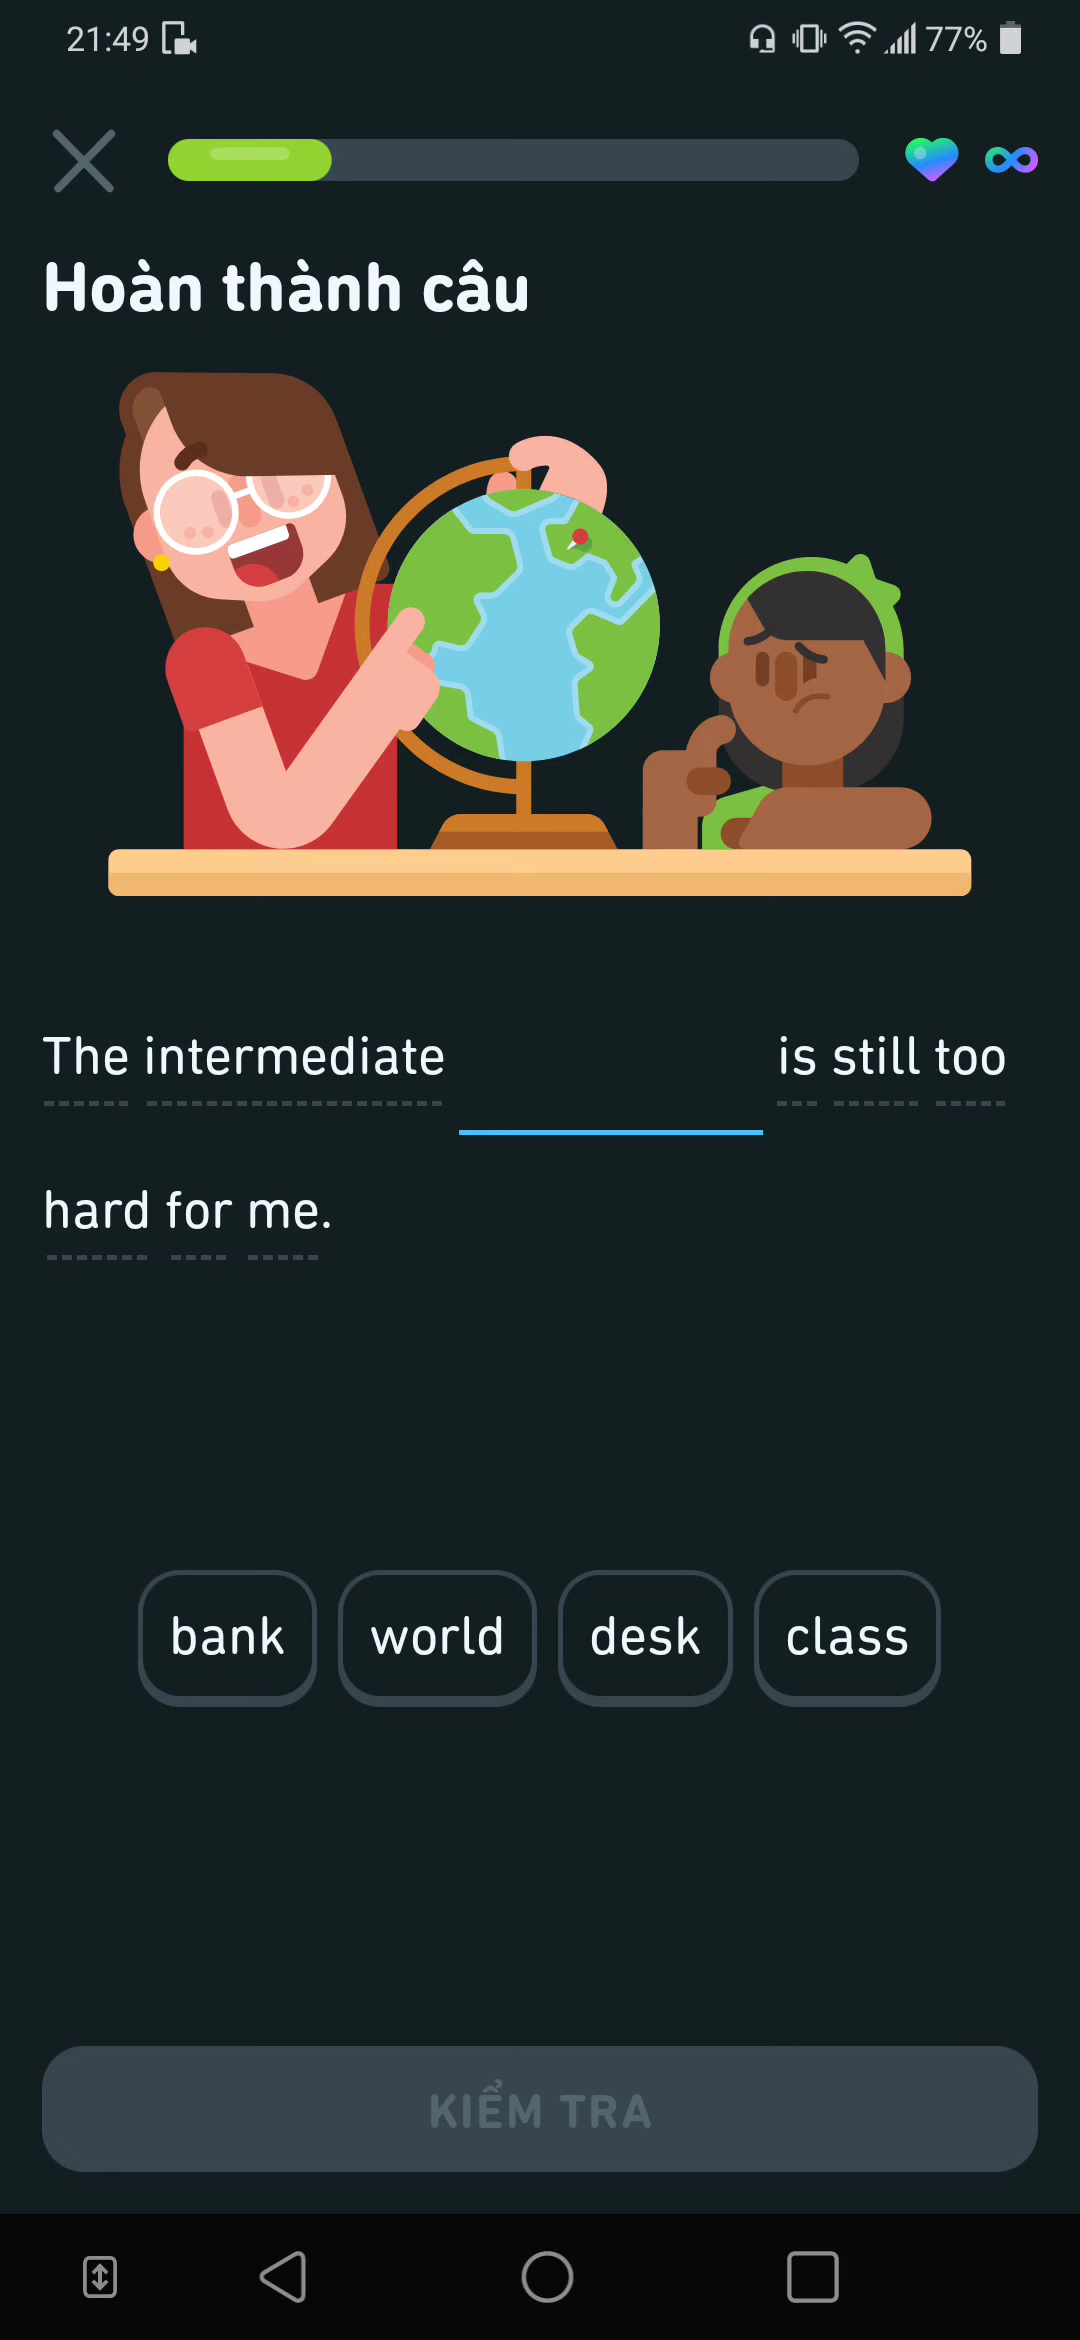 21:49 77%
Hoàn thành câu
The intermediate is still too
hard for me.
bank world desk class
KIỂM TRA